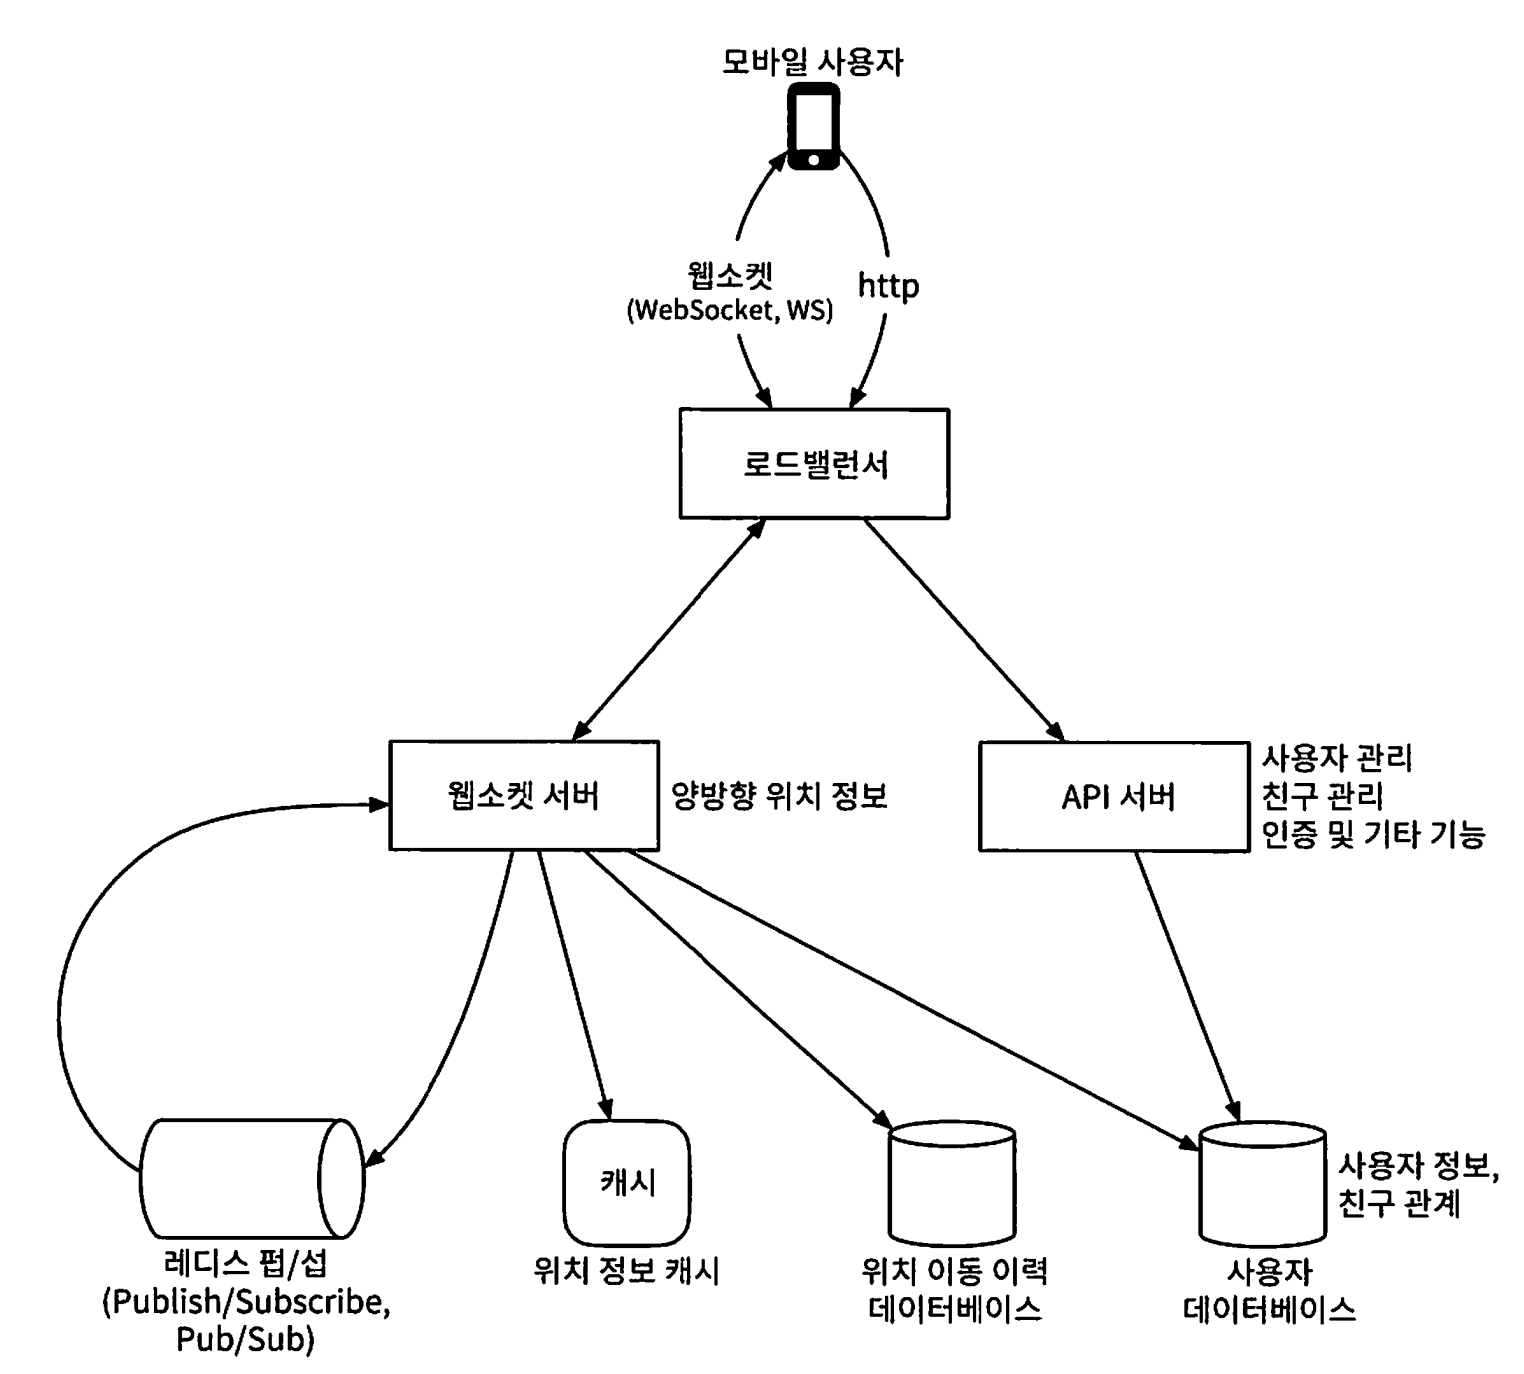 모바일 사용자
웹소켓
(WebSocket, WS)
http
로드밸런서
웹소켓 서버
양방향 위치 정보
API 서버
사용자 관리
친구 관리
인증 및 기타 기능
레디스 펍/섭
(Publish/Subscribe,
Pub/Sub)
캐시
위치 정보 캐시
위치 이동 이력
데이터베이스
사용자 정보,
친구 관계
사용자
데이터베이스